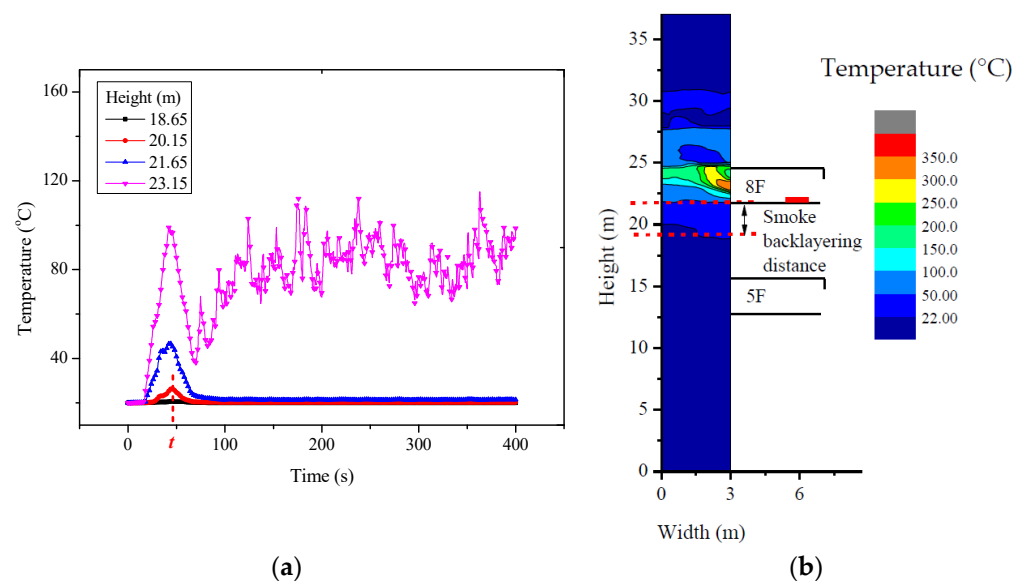 160
120
80
40
Temperature (°C)
Height (m)
18.65
20.15
21.65
23.15
0
100
200
300
400
t
Time (s)
(a)
35
30
25
20
15
10
5
0
Height (m)
0
3
6
Width (m)
8F
Smoke
backlayering
distance
5F
Temperature (°C)
350.0
300.0
250.0
200.0
150.0
100.0
50.00
22.00
(b)